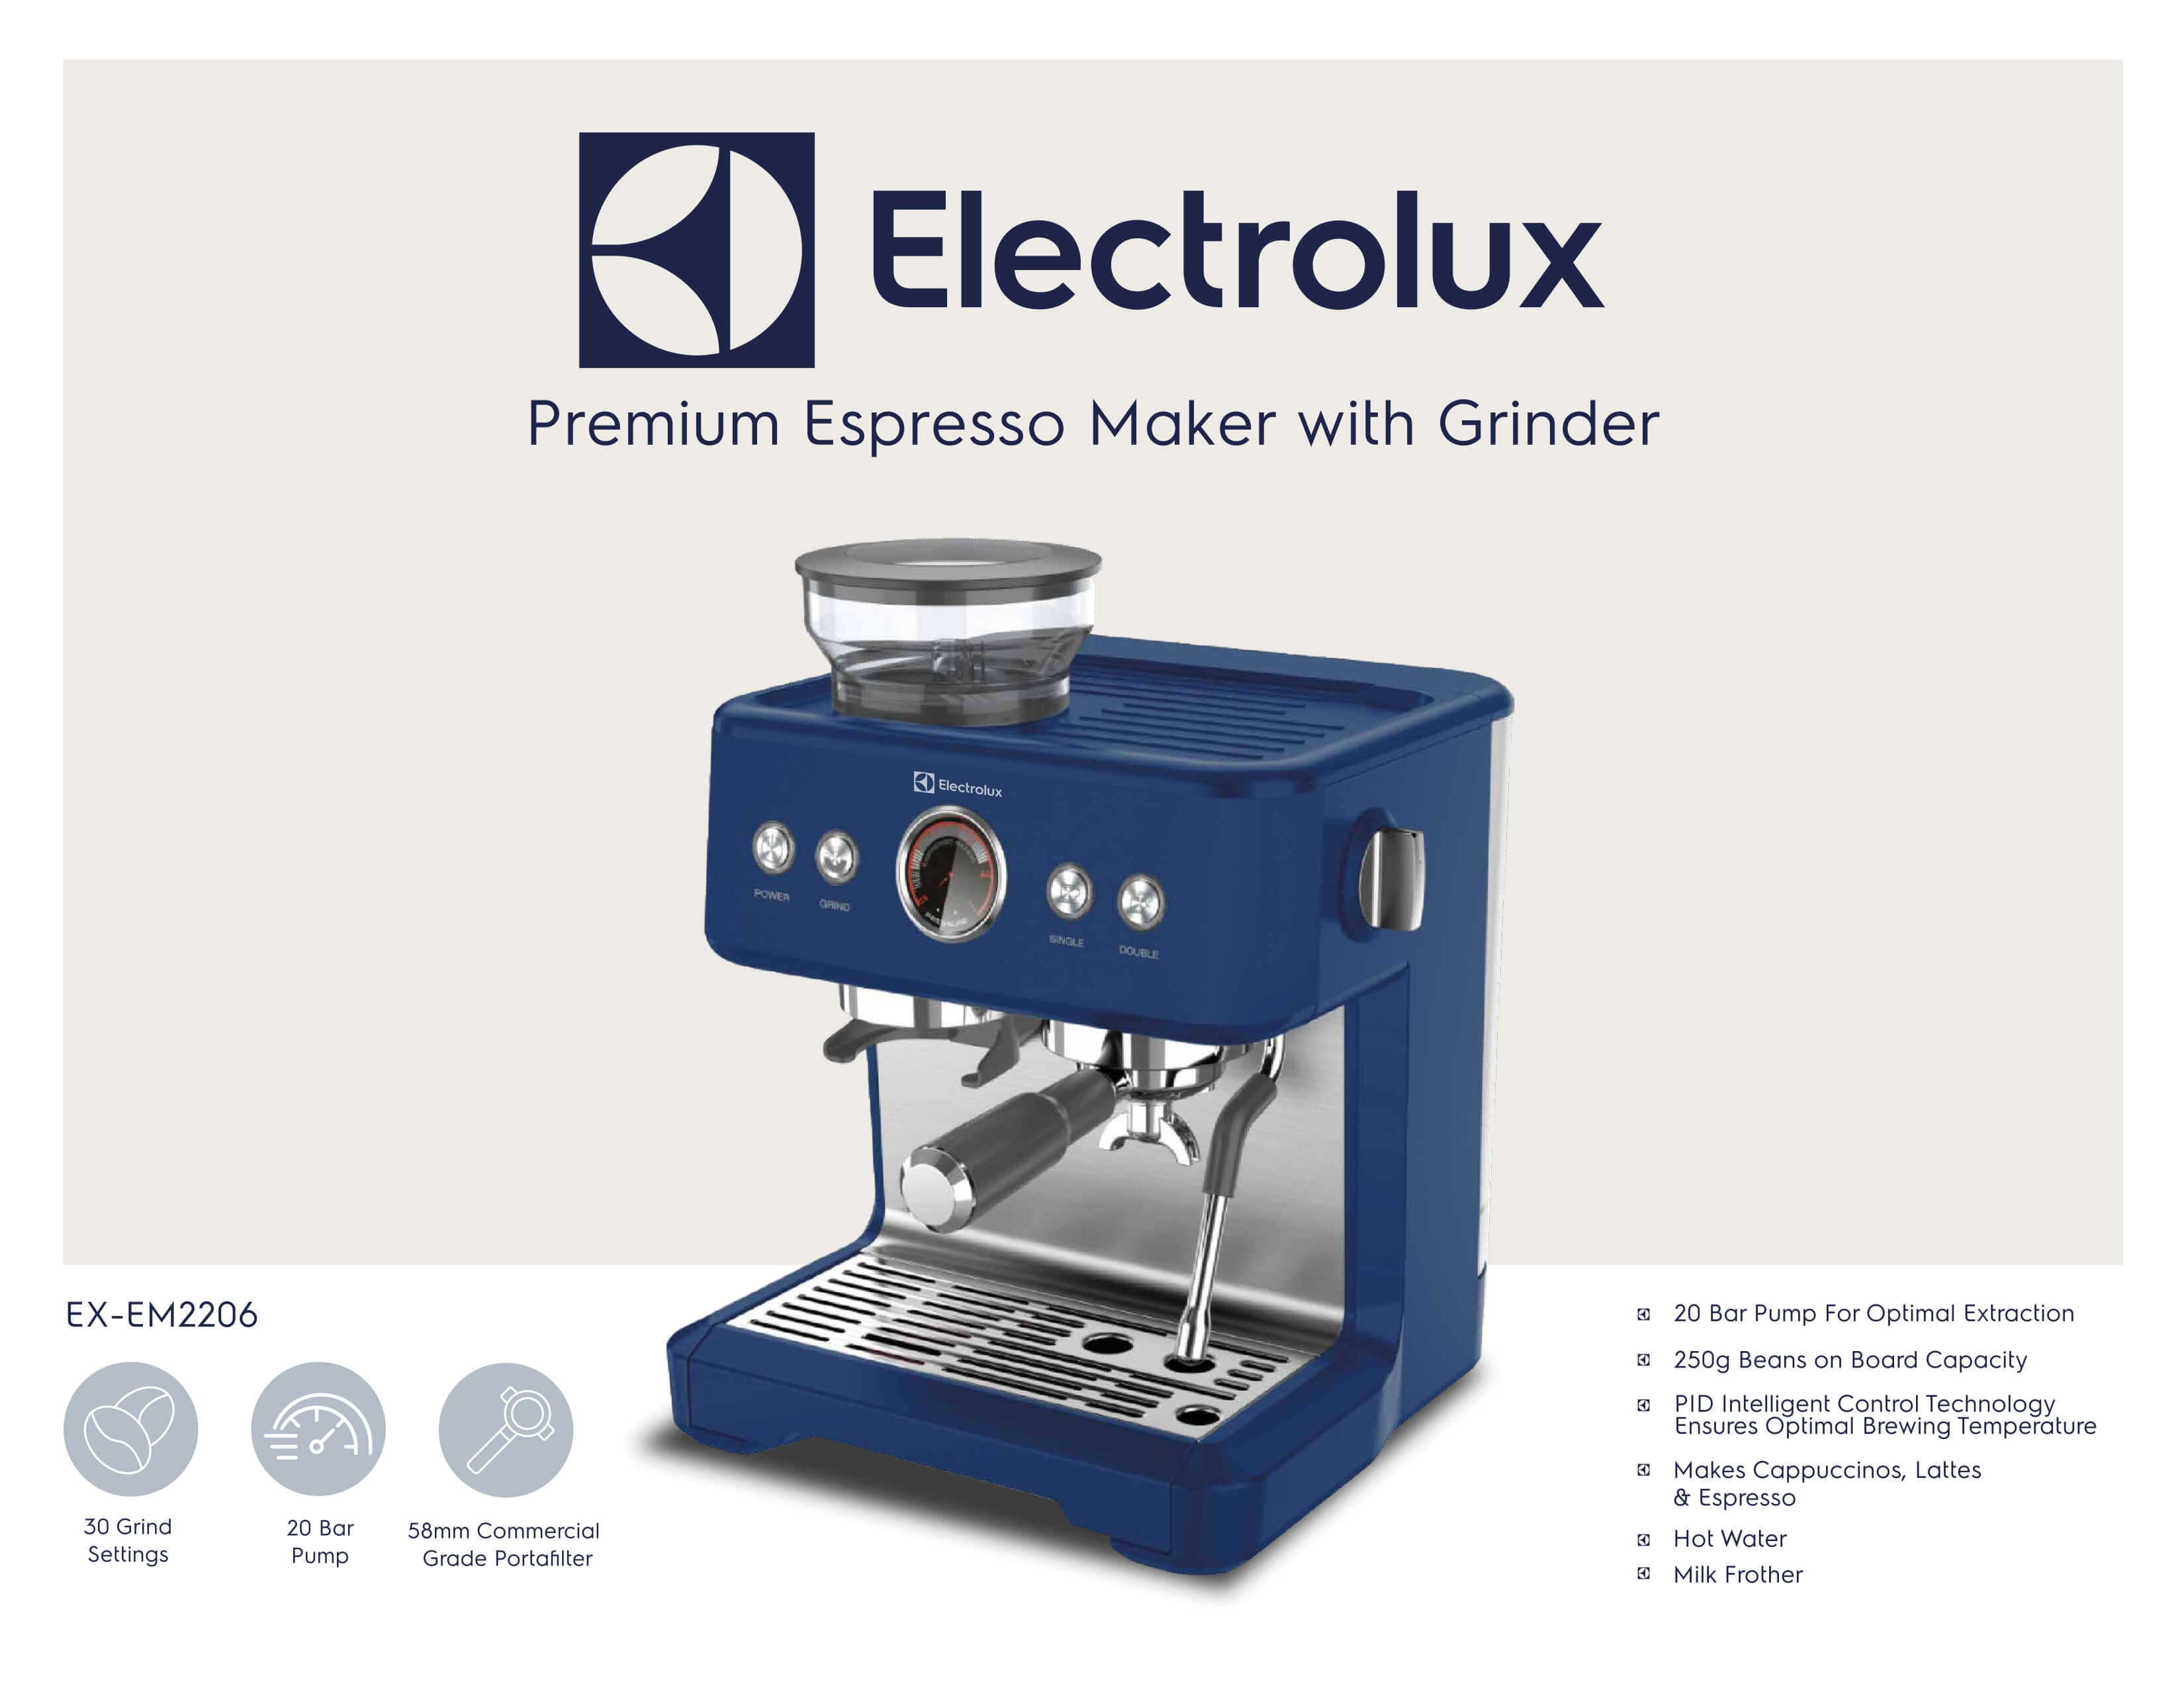 Electrolux
Premium Espresso Maker with Grinder
Electrolux
POWER
GRIND
PRESSURE
SINGLE
DOUBLE
EX-EM2206
30 Grind
Settings
20 Bar
Pump
58mm Commercial
Grade Portafilter
20 Bar Pump For Optimal Extraction
250g Beans on Board Capacity
PID Intelligent Control Technology
Ensures Optimal Brewing Temperature
Makes Cappuccinos, Lattes
& Espresso
Hot Water
Milk Frother